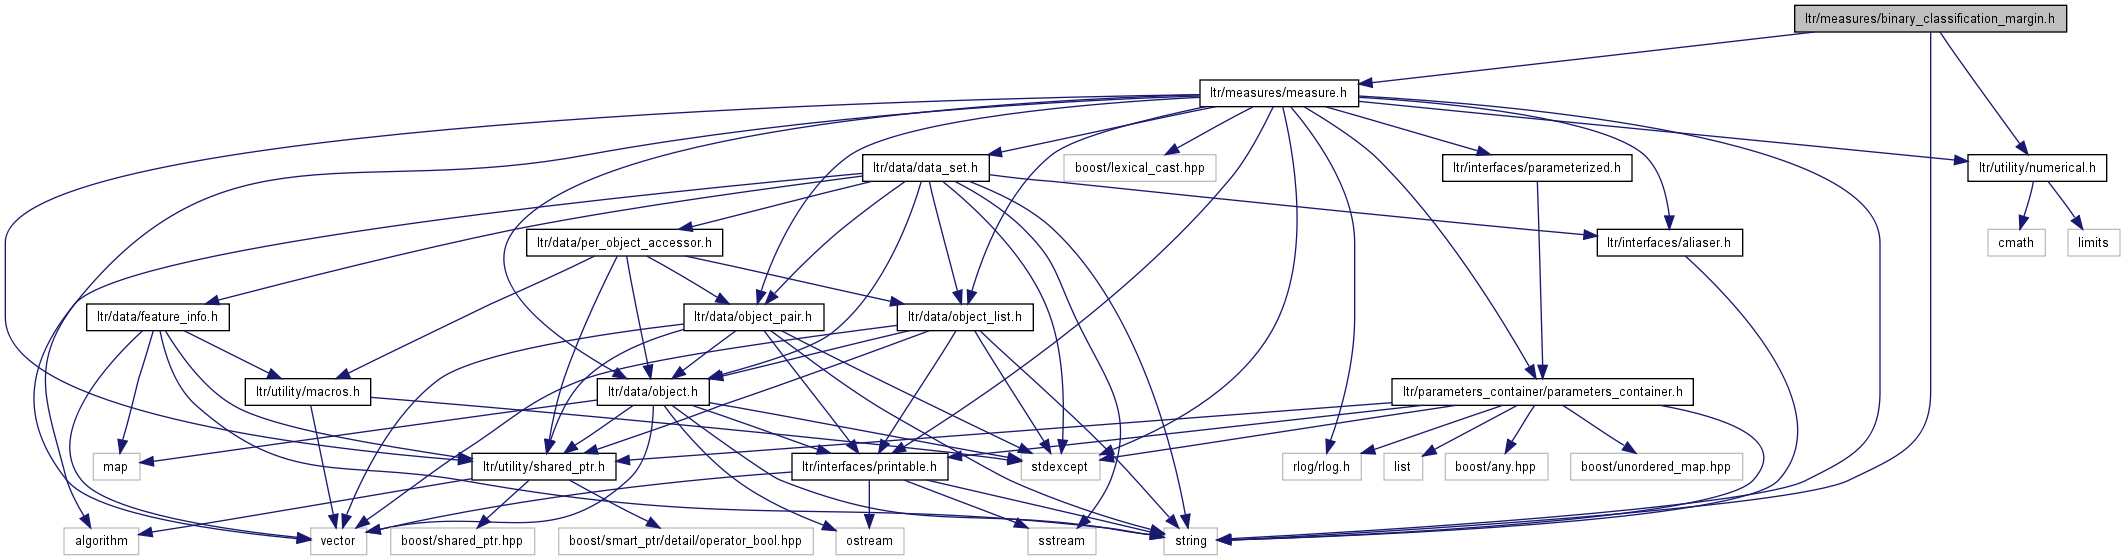 ltr/measures/binary_classification_margin.h
ltr/measures/measure.h
ltr/data/data_set.h
boost/lexical_cast.hpp
ltr/interfaces/parameterized.h
ltr/utility/numerical.h
ltr/data/per_object_accessor.h
ltr/interfaces/aliaser.h
cmath
limits
ltr/data/feature_info.h
ltr/data/object_pair.h
ltr/data/object_list.h
ltr/utility/macros.h
ltr/data/object.h
ltr/parameters_container/parameters_container.h
map
ltr/utility/shared_ptr.h
ltr/interfaces/printable.h
stdexcept
rlog/rlog.h
list
boost/any.hpp
boost/unordered_map.hpp
algorithm
vector
boost/shared_ptr.hpp
boost/smart_ptr/detail/operator_bool.hpp
ostream
sstream
string